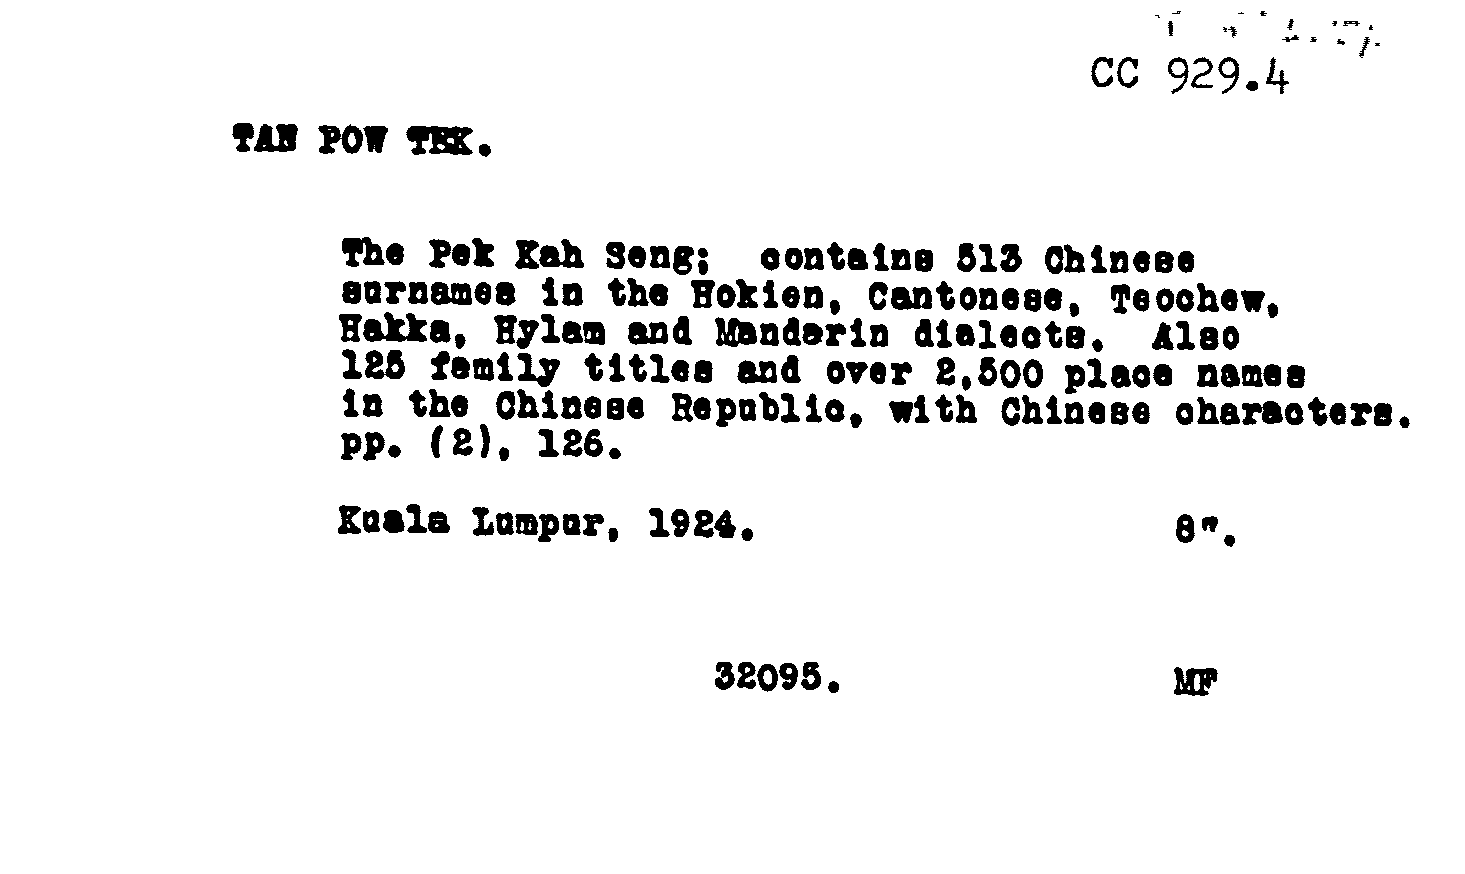 CC 929.4
TAN POW TEK.
The Pek Kah Seng; contains 513 Chinese
surnames in the Hokien, Cantonese, Teochew,
Hakka, Hylam and Mandarin dialects. Also
125 family titles and over 2,500 place names
in the Chinese Republic, with Chinese characters.
pp. (2), 126.
Kuala Lumpur, 1924. 8".
32095. MF